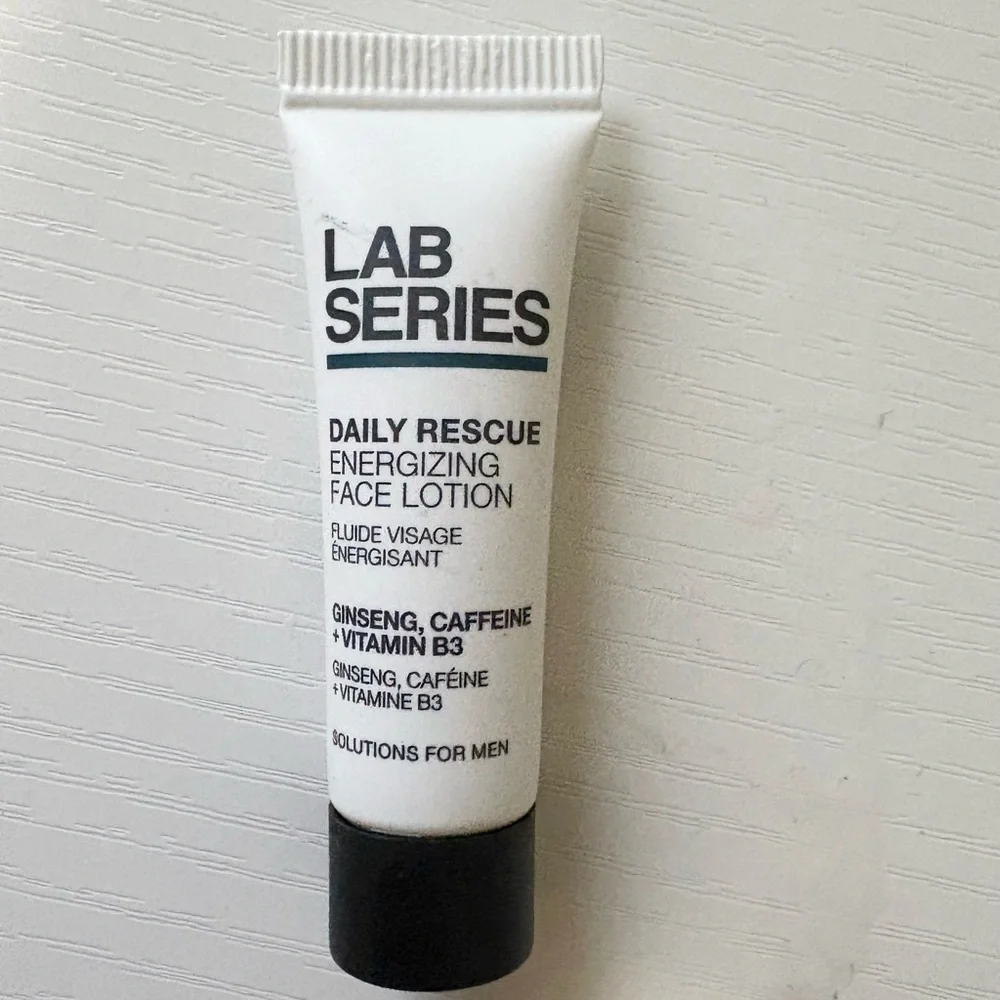 LAB
SERIES
DAILY RESCUE
ENERGIZING
FACE LOTION
FLUIDE VISAGE
ÉNERGISANT
GINSENG, CAFFEINE
+VITAMIN B3
GINSENG, CAFÉINE
+VITAMINE B3
SOLUTIONS FOR MEN